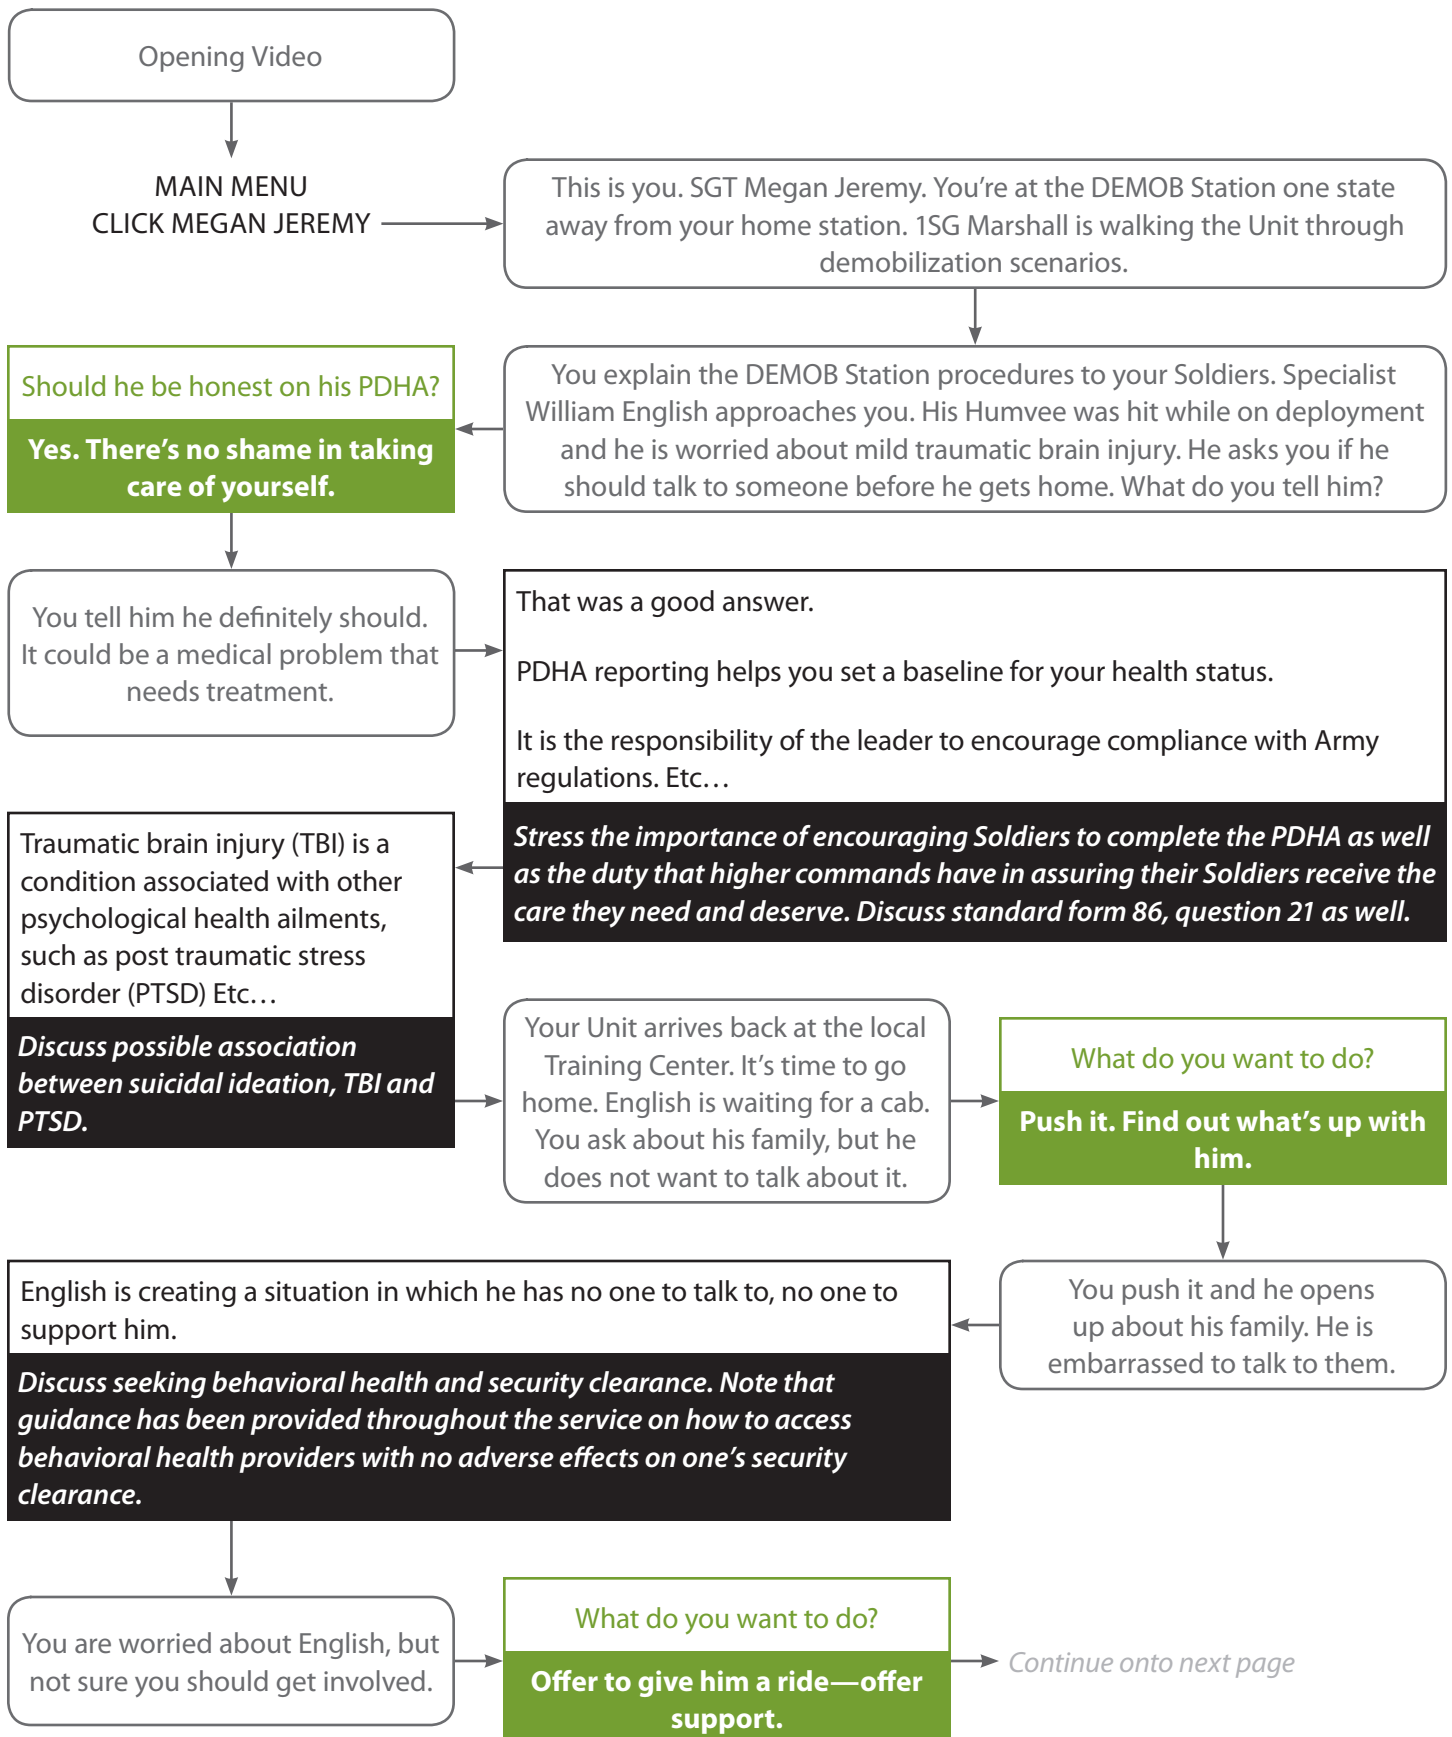 Opening Video
MAIN MENU
CLICK MEGAN JEREMY
This is you. SGT Megan Jeremy. You’re at the DEMOB Station one state
away from your home station. 1SG Marshall is walking the Unit through
demobilization scenarios.
You explain the DEMOB Station procedures to your Soldiers. Specialist
William English approaches you. His Humvee was hit while on deployment
and he is worried about mild traumatic brain injury. He asks you if he
should talk to someone before he gets home. What do you tell him?
Should he be honest on his PDHA?
Yes. There’s no shame in taking
care of yourself.
You tell him he definitely should.
It could be a medical problem that
needs treatment.
That was a good answer.
PDHA reporting helps you set a baseline for your health status.
It is the responsibility of the leader to encourage compliance with Army
regulations. Etc…
Stress the importance of encouraging Soldiers to complete the PDHA as well
as the duty that higher commands have in assuring their Soldiers receive the
care they need and deserve. Discuss standard form 86, question 21 as well.
Traumatic brain injury (TBI) is a
condition associated with other
psychological health ailments,
such as post traumatic stress
disorder (PTSD) Etc…
Discuss possible association
between suicidal ideation, TBI and
PTSD.
Your Unit arrives back at the local
Training Center. It’s time to go
home. English is waiting for a cab.
You ask about his family, but he
does not want to talk about it.
What do you want to do?
Push it. Find out what’s up with
him.
You push it and he opens
up about his family. He is
embarrassed to talk to them.
English is creating a situation in which he has no one to talk to, no one to
support him.
Discuss seeking behavioral health and security clearance. Note that
guidance has been provided throughout the service on how to access
behavioral health providers with no adverse effects on one’s security
clearance.
You are worried about English, but
not sure you should get involved.
What do you want to do?
Offer to give him a ride—offer
support.
Continue onto next page